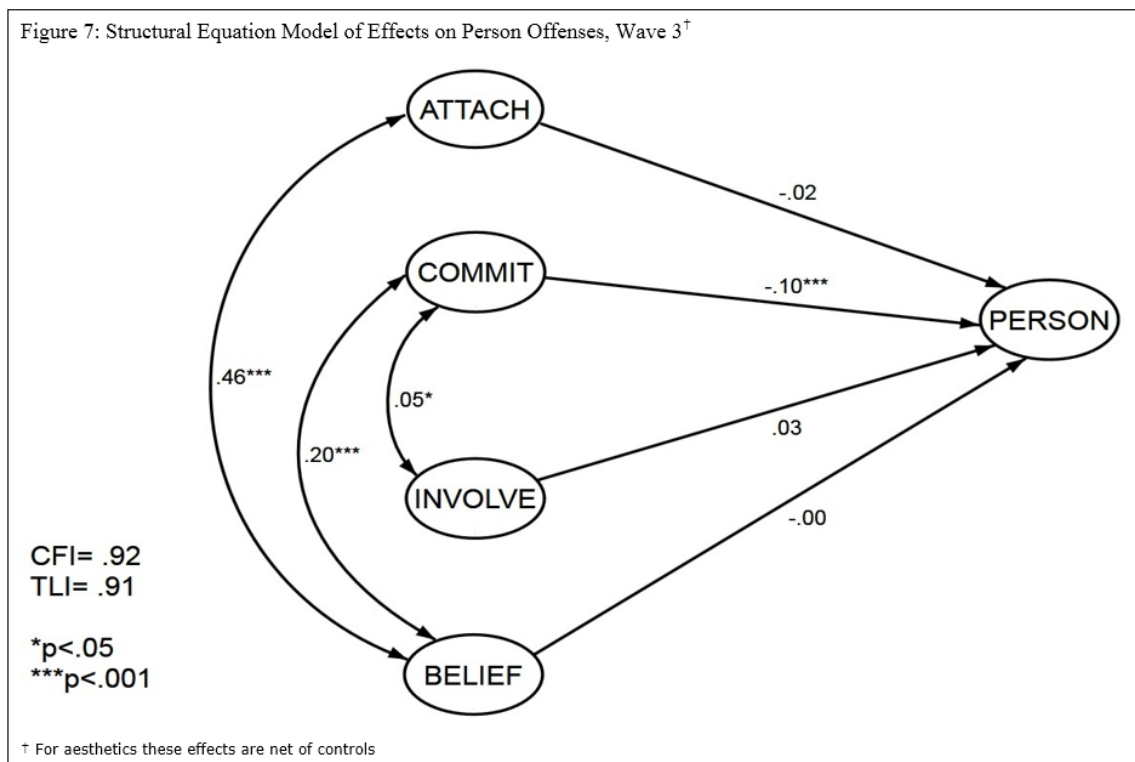 Figure 7: Structural Equation Model of Effects on Person Offenses, Wave 3†
ATTACH
-.02
COMMIT
-.10***
PERSON
.46***
.05*
.03
.20***
INVOLVE
-.00
CFI= .92
TLI= .91
*p<.05
***p<.001
BELIEF
† For aesthetics these effects are net of controls